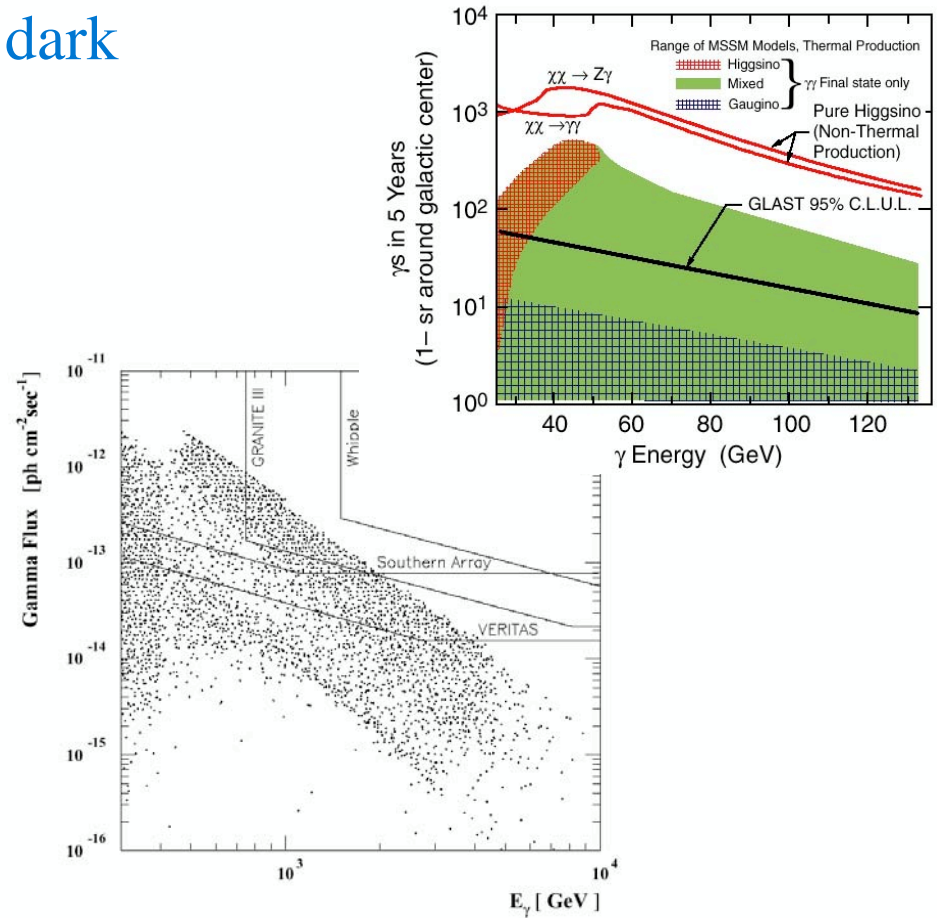 dark
10⁴
10³
10²
10¹
10⁰
γs in 5 Years
(1– sr around galactic center)
Range of MSSM Models, Thermal Production
Higgsino
Mixed
Gaugino
γγ Final state only
χχ → Zγ
χχ →γγ
Pure Higgsino
(Non-Thermal
Production)
GLAST 95% C.L.U.L.
40 60 80 100 120
γ Energy (GeV)
10 -11
10 -12
10 -13
10 -14
10 -15
10 -16
Gamma Flux [ph cm⁻²sec⁻¹]
GRANITE III
Whipple
Southern Array
VERITAS
10³ 10⁴
Eγ [ GeV ]